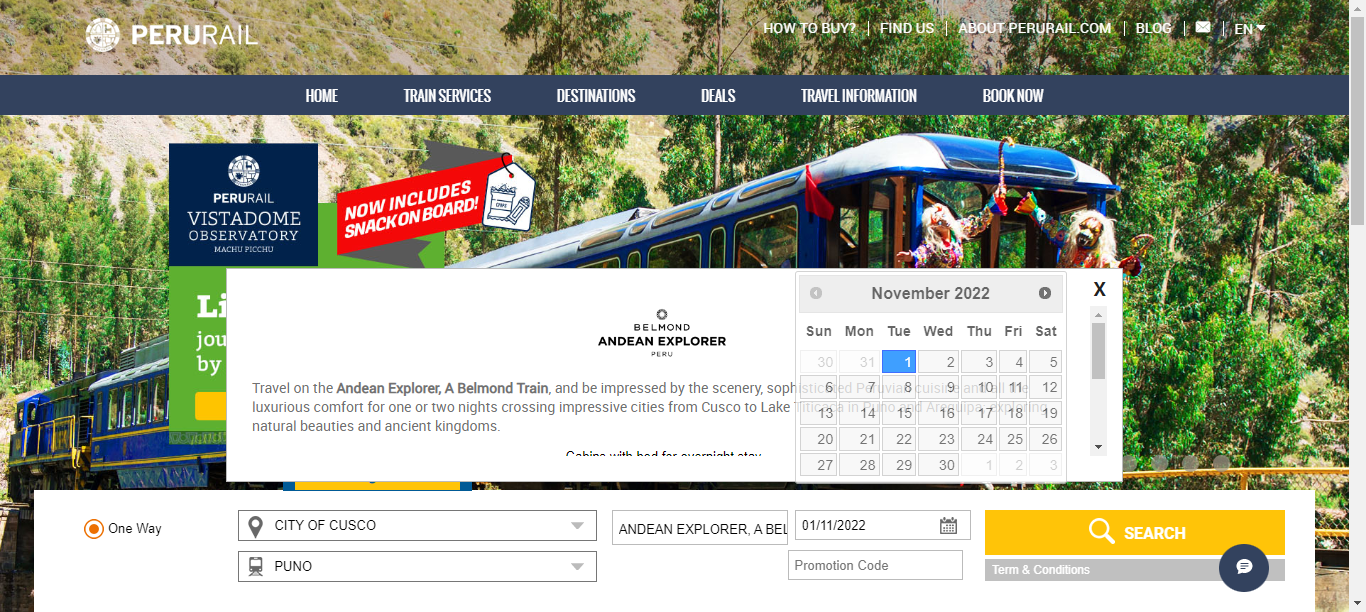 PERURAIL
HOW TO BUY?
FIND US
ABOUT PERURAIL.COM
BLOG
EN
HOME
TRAIN SERVICES
DESTINATIONS
DEALS
TRAVEL INFORMATION
BOOK NOW
PERURAIL
VISTADOME
OBSERVATORY
MACHU PICCHU
NOW INCLUDES
SNACK ON BOARD!
Li
jou
by
BELMOND
ANDEAN EXPLORER
PERU
Travel on the Andean Explorer, A Belmond Train, and be impressed by the scenery, sophisticated Peruvian cuisine and all the
luxurious comfort for one or two nights crossing impressive cities from Cusco to Lake Titicaca in Puno and Arequipa, exploring
natural beauties and ancient kingdoms.
Cabins with bed for overnight stay
X
November 2022
Sun Mon Tue Wed Thu Fri Sat
30 31 1 2 3 4 5
6 7 8 9 10 11 12
13 14 15 16 17 18 19
20 21 22 23 24 25 26
27 28 29 30 1 2 3
One Way
CITY OF CUSCO
ANDEAN EXPLORER, A BEL
01/11/2022
SEARCH
PUNO
Promotion Code
Term & Conditions